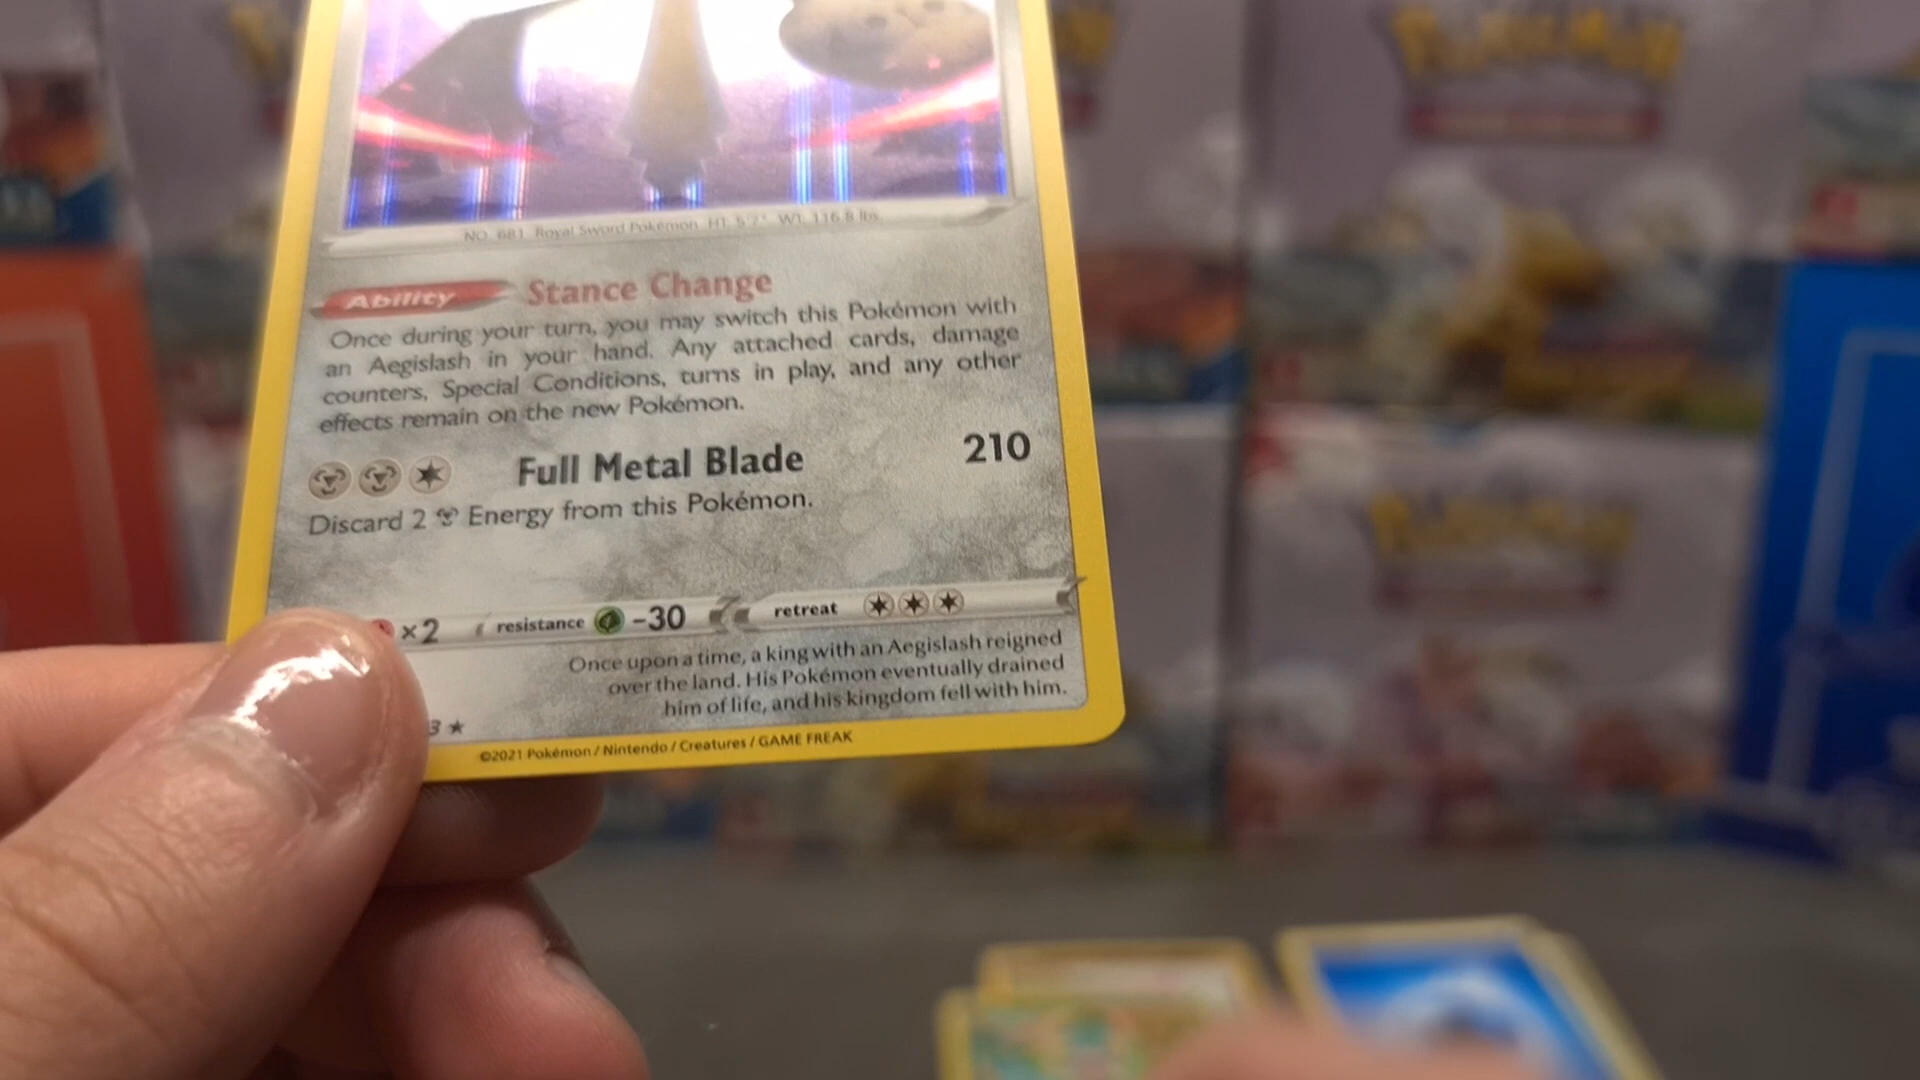 NO. 681 Royal Sword Pokémon HT: 5'7" WT: 116.8 lbs.
Ability Stance Change
Once during your turn, you may switch this Pokémon with
an Aegislash in your hand. Any attached cards, damage
counters, Special Conditions, turns in play, and any other
effects remain on the new Pokémon.
Full Metal Blade 210
Discard 2 Energy from this Pokémon.
×2 resistance -30 retreat
Once upon a time, a king with an Aegislash reigned
over the land. His Pokémon eventually drained
him of life, and his kingdom fell with him.
3 ★
©2021 Pokémon / Nintendo / Creatures / GAME FREAK
POKÉMON
POKÉMON